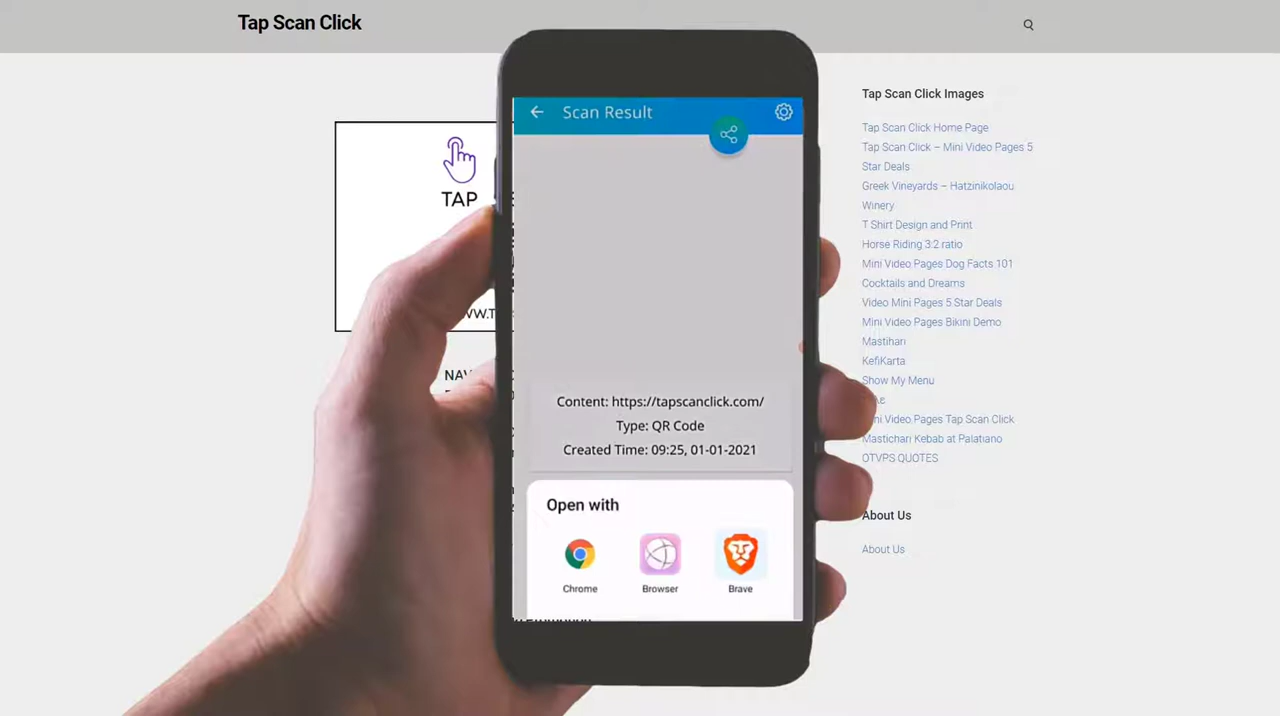 Tap Scan Click
TAP
NAV
Scan Result
Content: https://tapscanclick.com/
Type: QR Code
Created Time: 09:25, 01-01-2021
Open with
Chrome
Browser
Brave
Tap Scan Click Images
Tap Scan Click Home Page
Tap Scan Click – Mini Video Pages 5
Star Deals
Greek Vineyards – Hatzinikolaou
Winery
T Shirt Design and Print
Horse Riding 3:2 ratio
Mini Video Pages Dog Facts 101
Cocktails and Dreams
Video Mini Pages 5 Star Deals
Mini Video Pages Bikini Demo
Mastihari
KefiKarta
Show My Menu
Mini Video Pages Tap Scan Click
Mastichari Kebab at Palatiano
OTVPS QUOTES
About Us
About Us